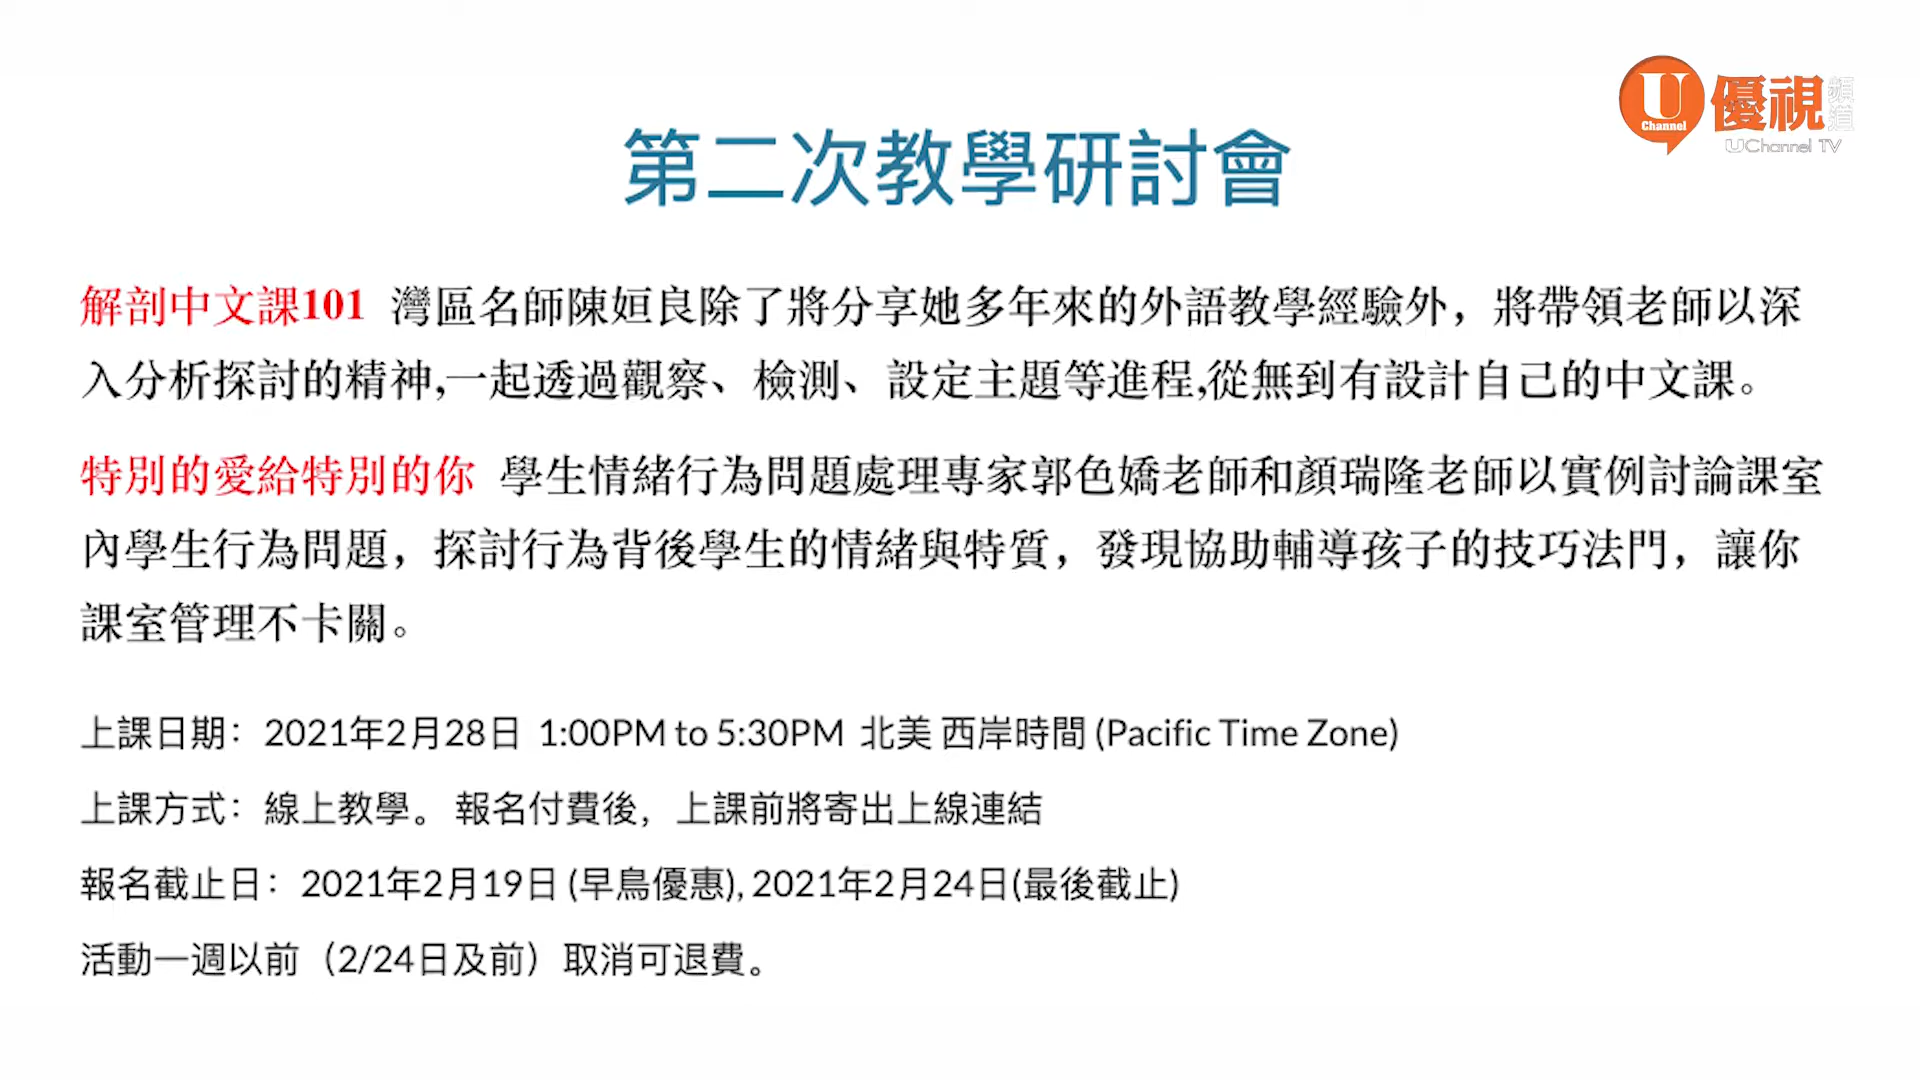 U
Channel
優視
頻道
UChannel TV
第二次教學研討會
解剖中文課101 灣區名師陳姮良除了將分享她多年來的外語教學經驗外，將帶領老師以深
入分析探討的精神,一起透過觀察、檢測、設定主題等進程,從無到有設計自己的中文課。
特別的愛給特別的你 學生情緒行為問題處理專家郭色嬌老師和顏瑞隆老師以實例討論課室
內學生行為問題，探討行為背後學生的情緒與特質，發現協助輔導孩子的技巧法門，讓你
課室管理不卡關。
上課日期：2021年2月28日 1:00PM to 5:30PM 北美 西岸時間 (Pacific Time Zone)
上課方式：線上教學。 報名付費後，上課前將寄出上線連結
報名截止日：2021年2月19日 (早鳥優惠), 2021年2月24日(最後截止)
活動一週以前（2/24日及前）取消可退費。